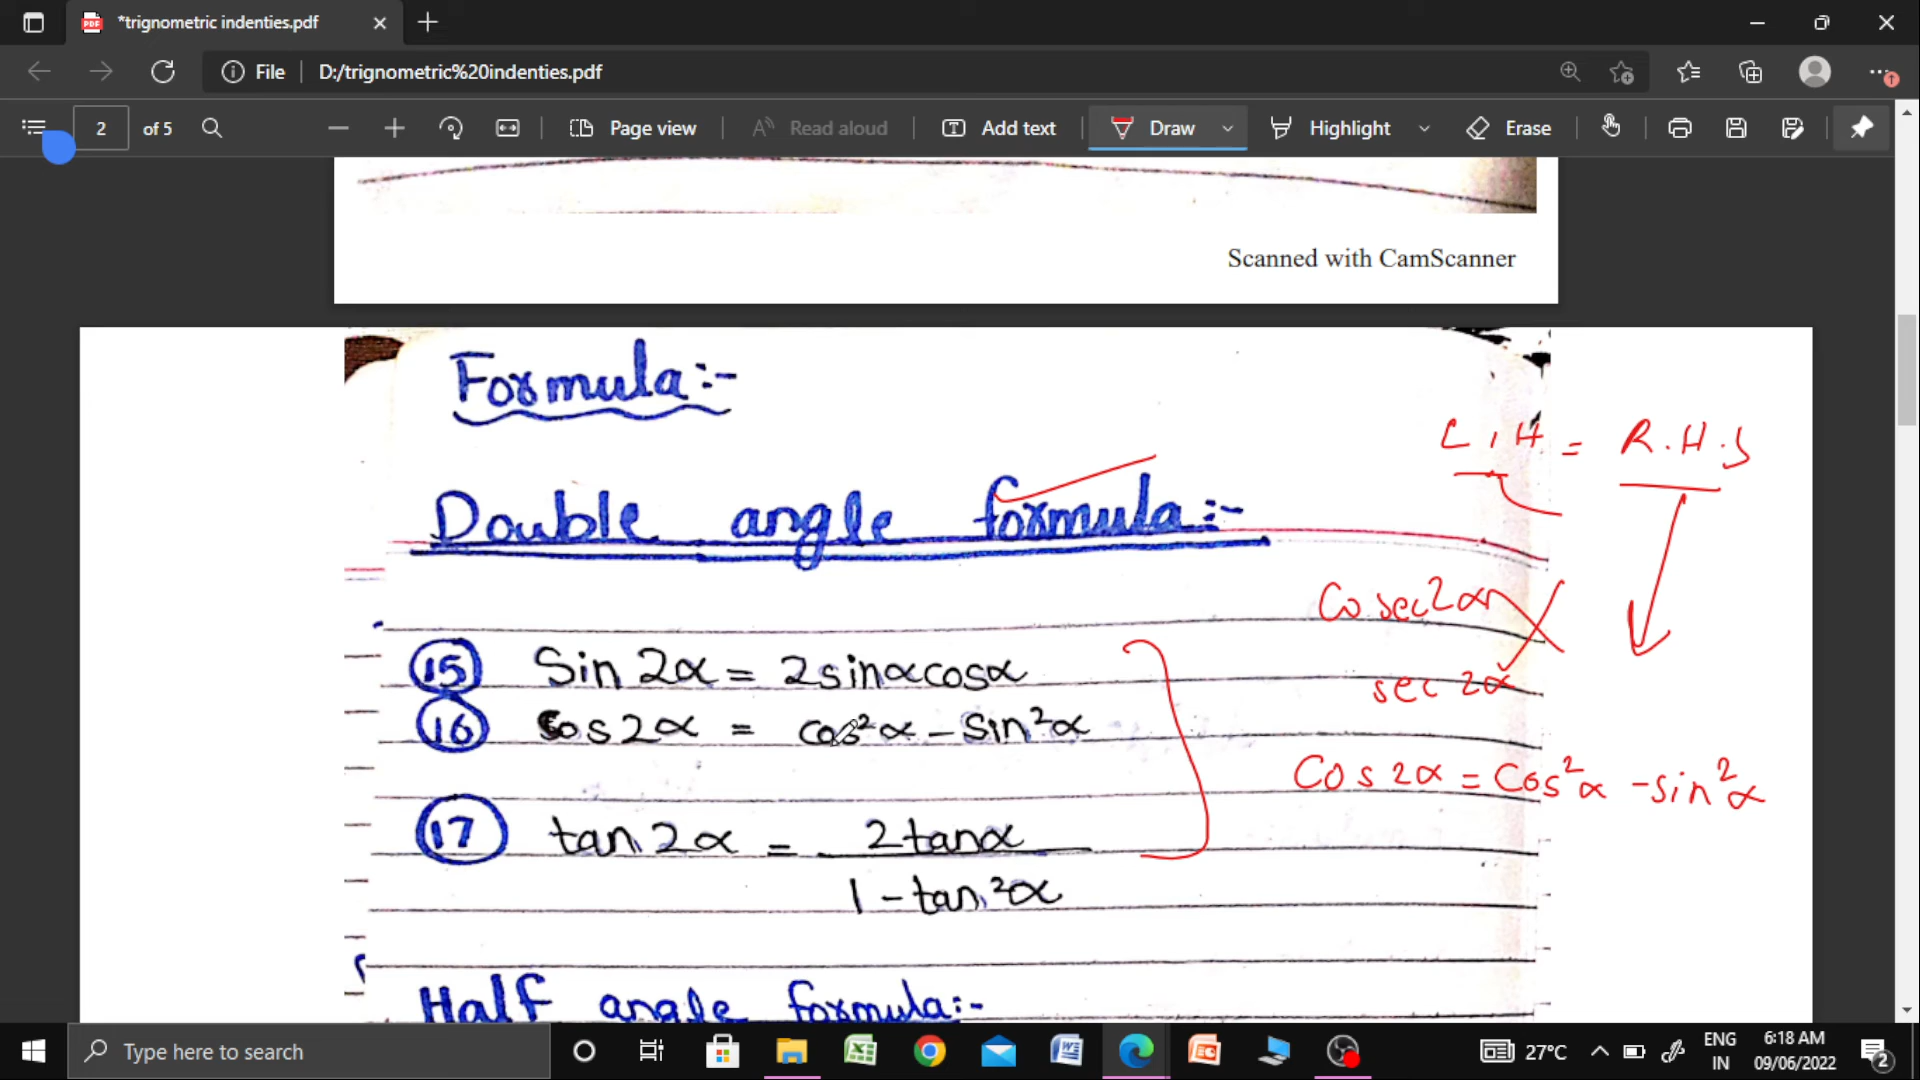 *trignometric indenties.pdf
File D:/trignometric%20indenties.pdf
2 of 5 Page view Read aloud Add text Draw Highlight Erase
Scanned with CamScanner
Formula:-
L.H = R.H.S
Double angle formula:-
Cosec2α
15 Sin 2α = 2sinαcosα
sec 2α
16 Cos2α = cos²α - Sin²α
Cos 2α = Cos²α - sin²α
17 tan 2α = 2tanα
1 - tan²α
Half angle formula:-
Type here to search
27°C ENG 6:18 AM
IN 09/06/2022 2